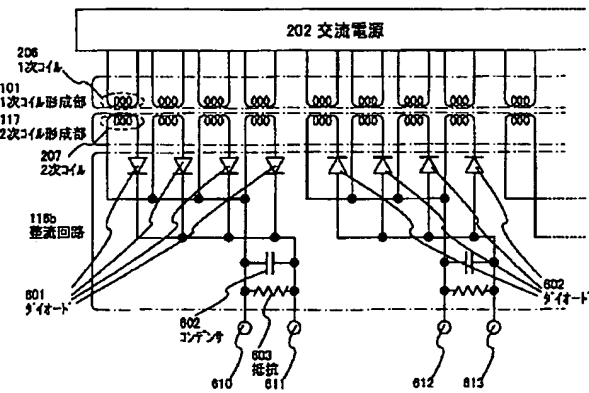 202 交流電源
206
1次コイル
101
1次コイル形成部
117
2次コイル形成部
207
2次コイル
115b
整流回路
601
ダイオード
602
コンデンサ
603
抵抗
602
ダイオード
610
611
612
613